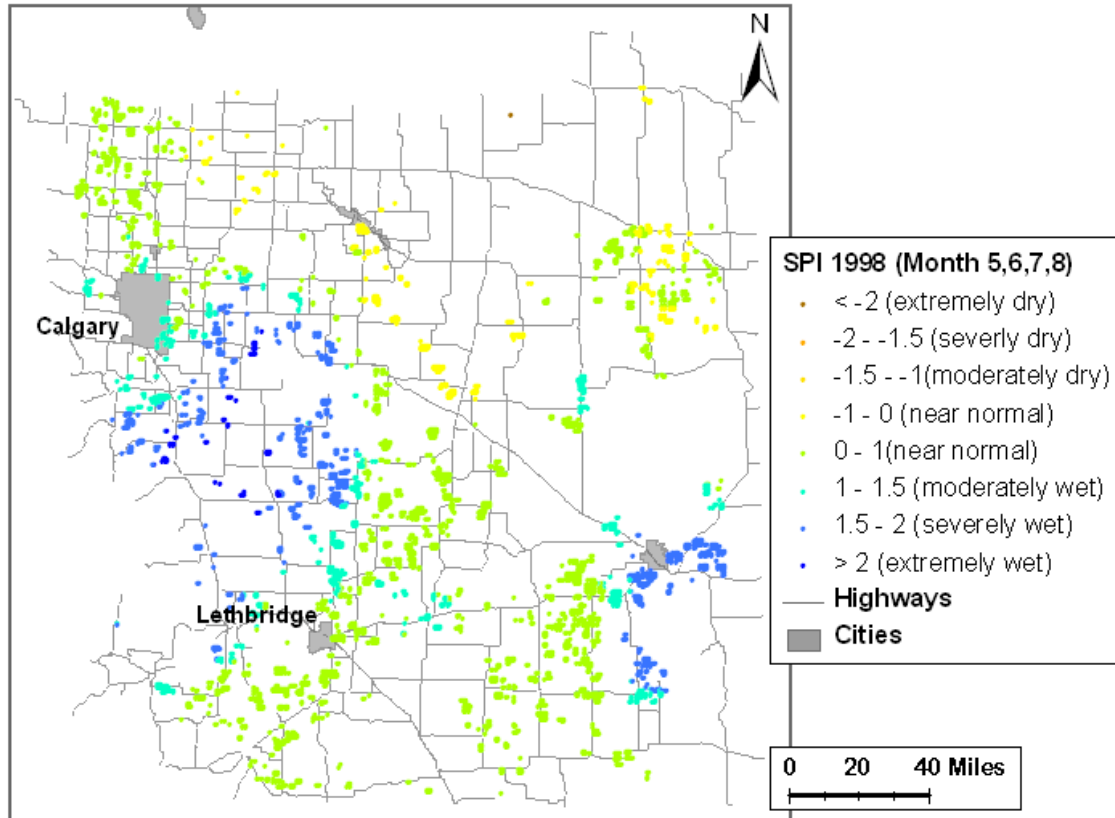 N
Calgary
Lethbridge
SPI 1998 (Month 5,6,7,8)
< -2 (extremely dry)
-2 - -1.5 (severly dry)
-1.5 - -1(moderately dry)
-1 - 0 (near normal)
0 - 1(near normal)
1 - 1.5 (moderately wet)
1.5 - 2 (severely wet)
> 2 (extremely wet)
Highways
Cities
0 20 40 Miles